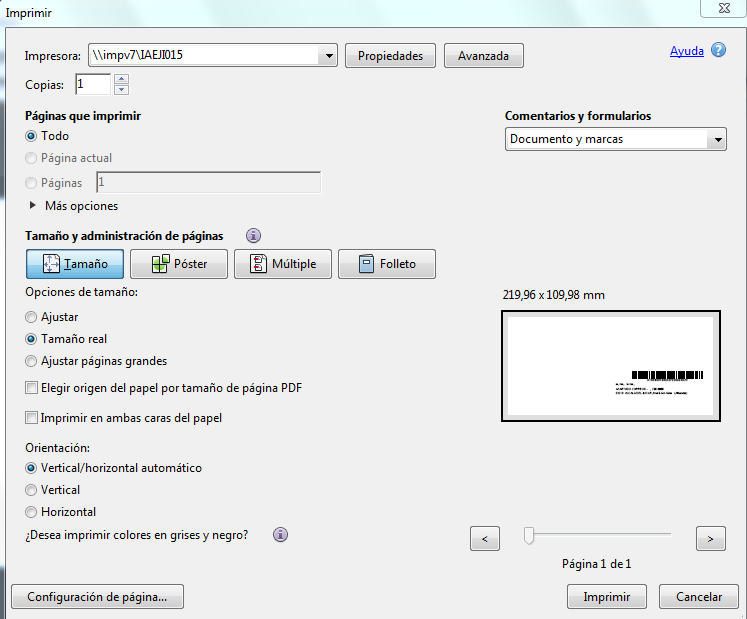 Imprimir
Impresora: \\impv7\IAEJI015 Propiedades Avanzada Ayuda
Copias: 1
Páginas que imprimir Comentarios y formularios
Todo Documento y marcas
Página actual
Páginas 1
Más opciones
Tamaño y administración de páginas
Tamaño Póster Múltiple Folleto
Opciones de tamaño: 219,96 x 109,98 mm
Ajustar
Tamaño real
Ajustar páginas grandes
Elegir origen del papel por tamaño de página PDF
Imprimir en ambas caras del papel
Orientación:
Vertical/horizontal automático
Vertical
Horizontal
¿Desea imprimir colores en grises y negro? < >
Página 1 de 1
Configuración de página... Imprimir Cancelar